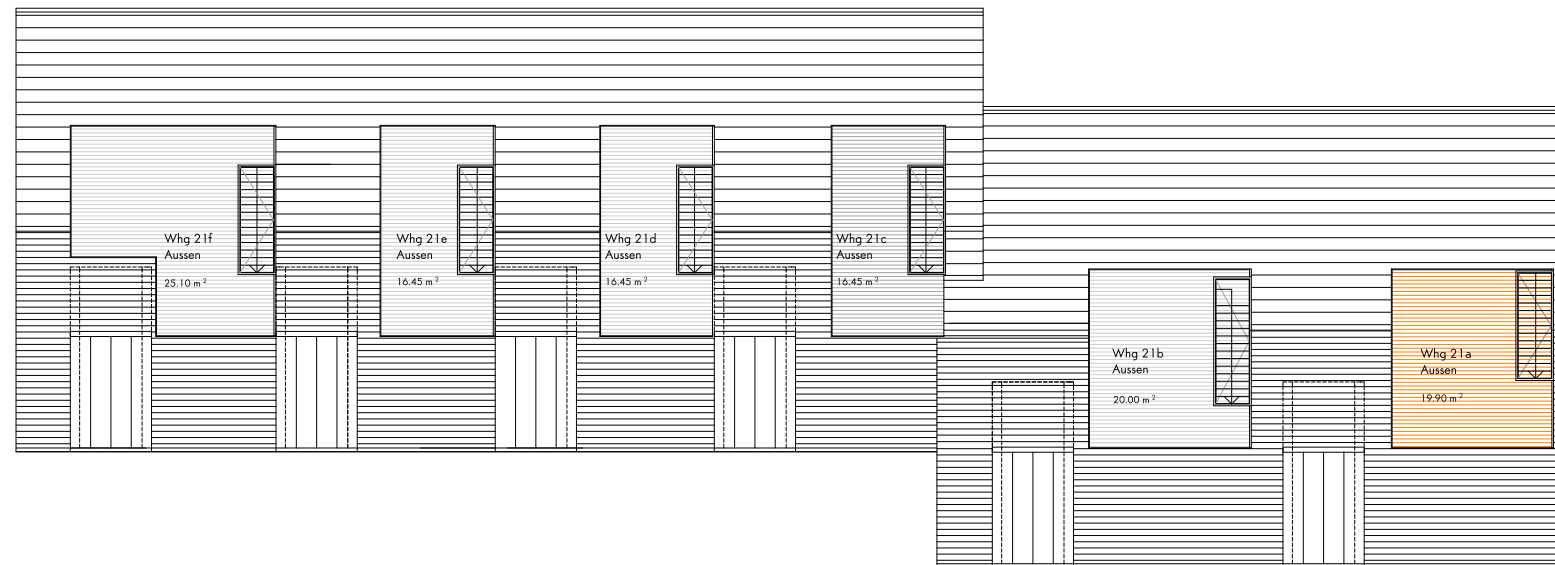 Whg 21f
Aussen
25.10 m²
Whg 21e
Aussen
16.45 m²
Whg 21d
Aussen
16.45 m²
Whg 21c
Aussen
16.45 m²
Whg 21b
Aussen
20.00 m²
Whg 21a
Aussen
19.90 m²